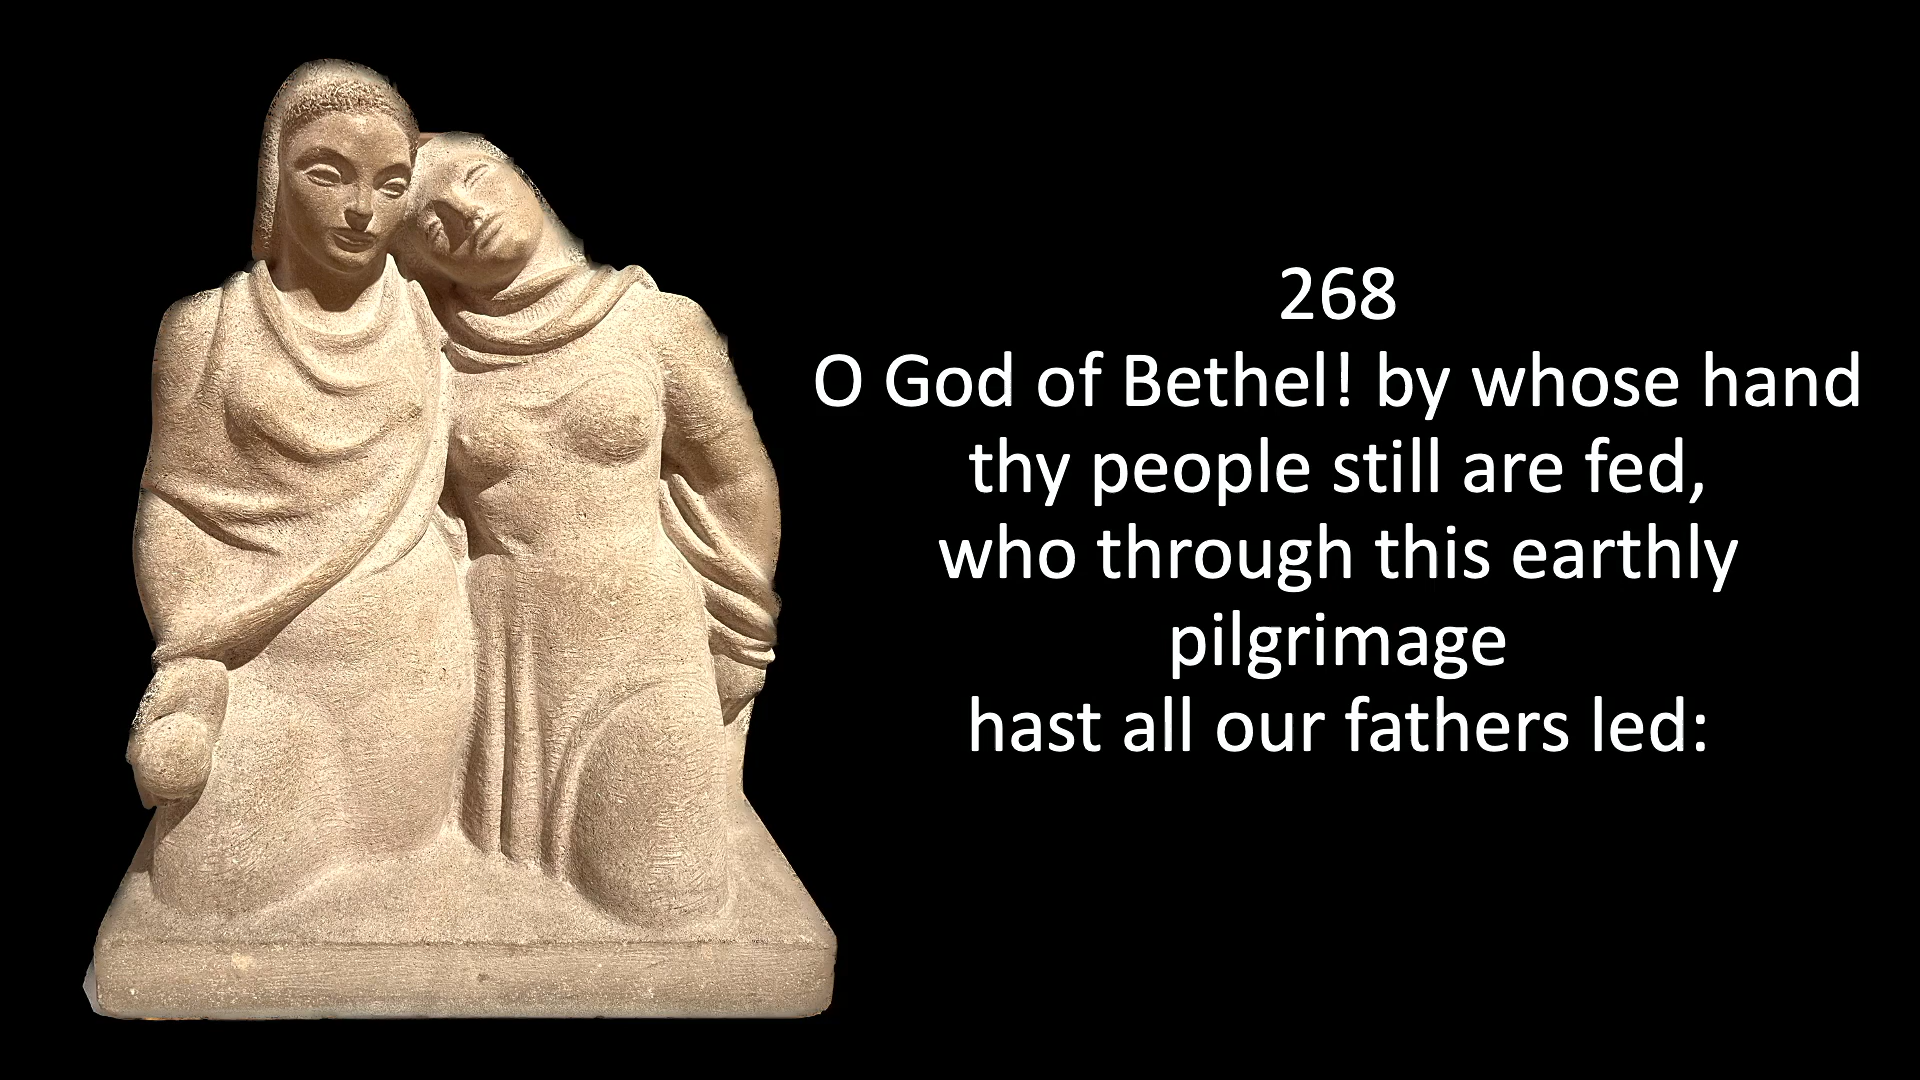 268
O God of Bethel! by whose hand
thy people still are fed,
who through this earthly
pilgrimage
hast all our fathers led: